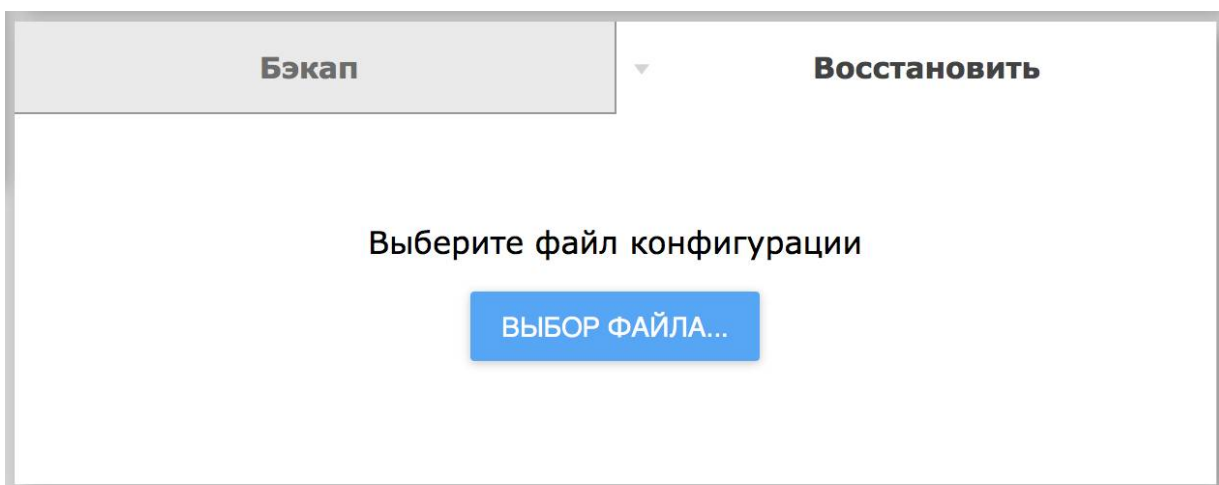 Бэкап Восстановить
Выберите файл конфигурации
ВЫБОР ФАЙЛА...